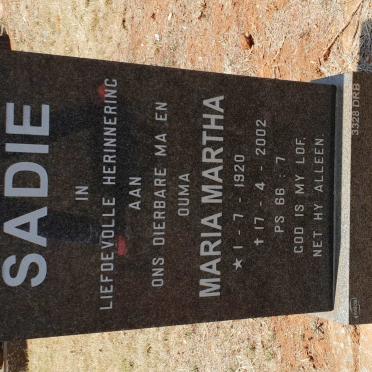 SADIE
IN
LIEFDEVOLLE HERINNERING
AAN
ONS DIERBARE MA EN
OUMA
MARIA MARTHA
★ 1 - 7 - 1920
✝ 17 - 4 - 2002
PS 66 : 7
GOD IS MY LOF
NET HY ALLEEN
3328 DRB